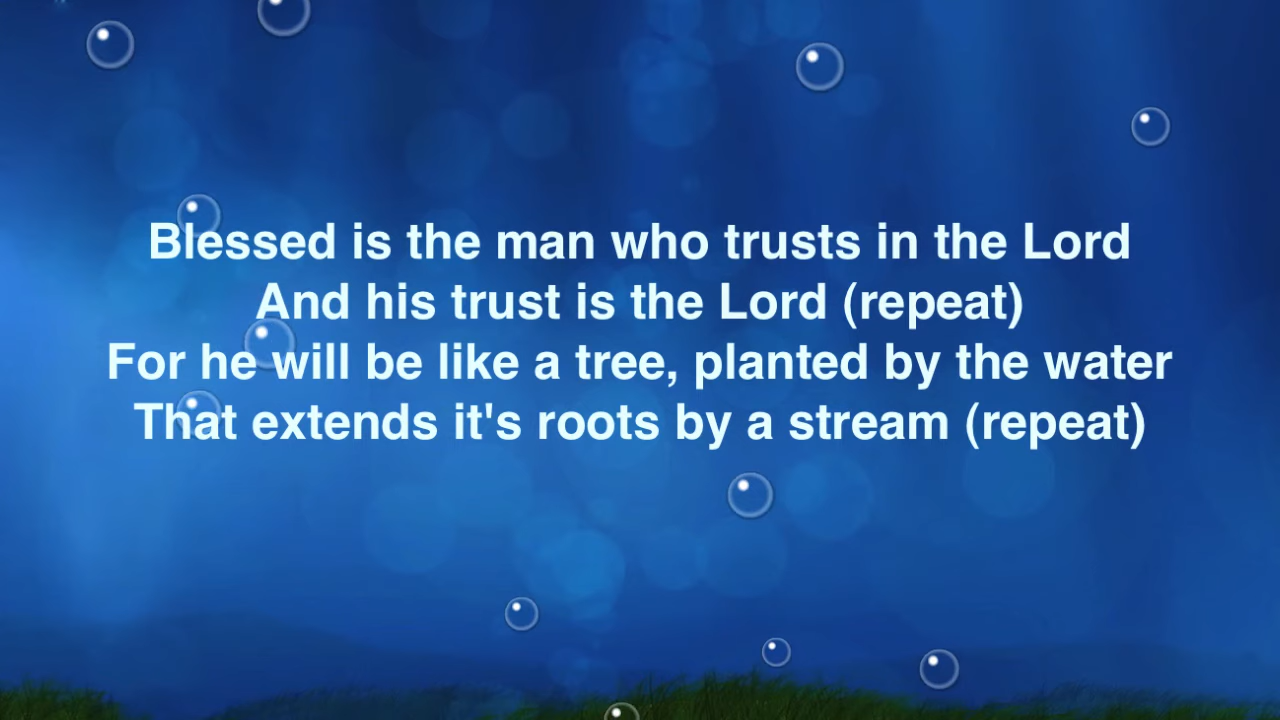 Blessed is the man who trusts in the Lord
And his trust is the Lord (repeat)
For he will be like a tree, planted by the water
That extends it's roots by a stream (repeat)